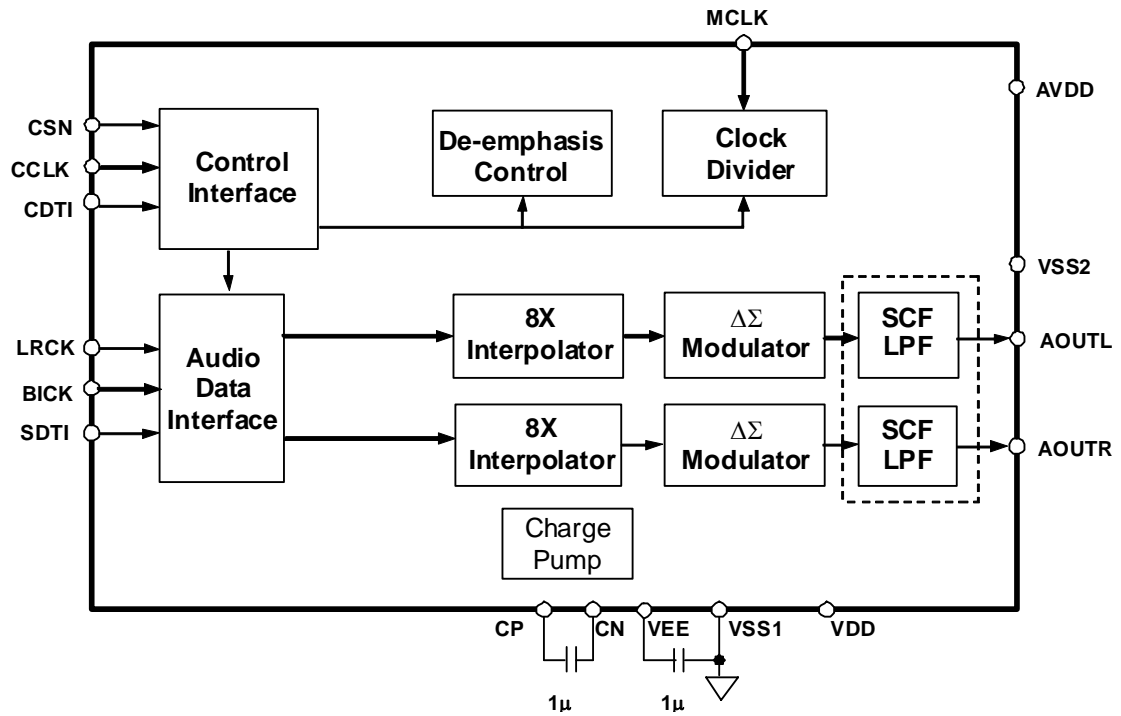 MCLK
AVDD
CSN
CCLK
CDTI
Control
Interface
De-emphasis
Control
Clock
Divider
VSS2
LRCK
BICK
SDTI
Audio
Data
Interface
8X
Interpolator
ΔΣ
Modulator
SCF
LPF
AOUTL
8X
Interpolator
ΔΣ
Modulator
SCF
LPF
AOUTR
Charge
Pump
CP
CN
VEE
VSS1
VDD
1μ
1μ